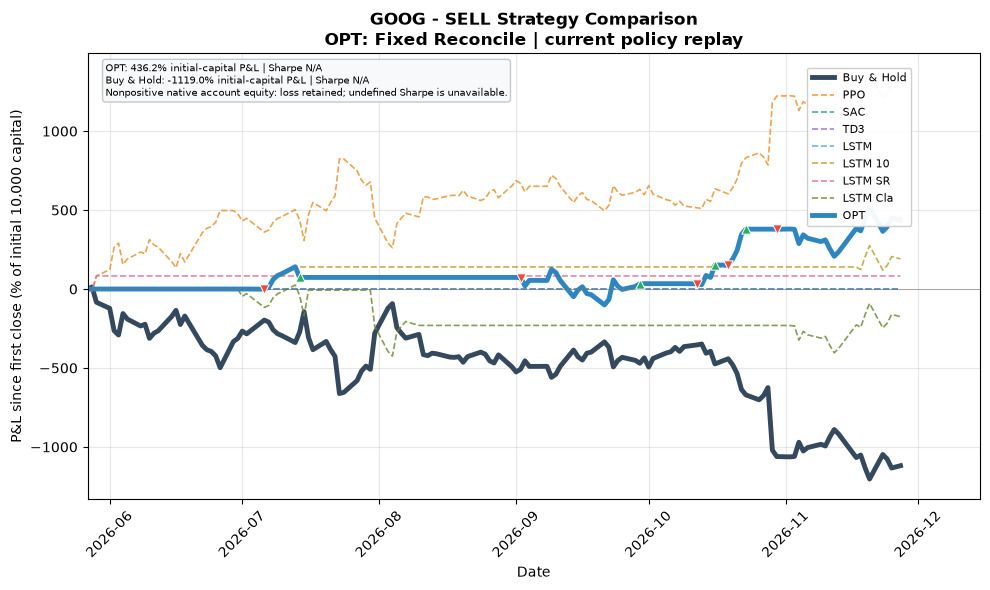 GOOG - SELL Strategy Comparison
OPT: Fixed Reconcile | current policy replay
OPT: 436.2% initial-capital P&L | Sharpe N/A
Buy & Hold: -1119.0% initial-capital P&L | Sharpe N/A
Nonpositive native account equity: loss retained; undefined Sharpe is unavailable.
Buy & Hold
PPO
SAC
TD3
LSTM
LSTM 10
LSTM SR
LSTM Cla
OPT
P&L since first close (% of initial 10,000 capital)
1000
500
0
−500
−1000
2026-06
2026-07
2026-08
2026-09
2026-10
2026-11
2026-12
Date